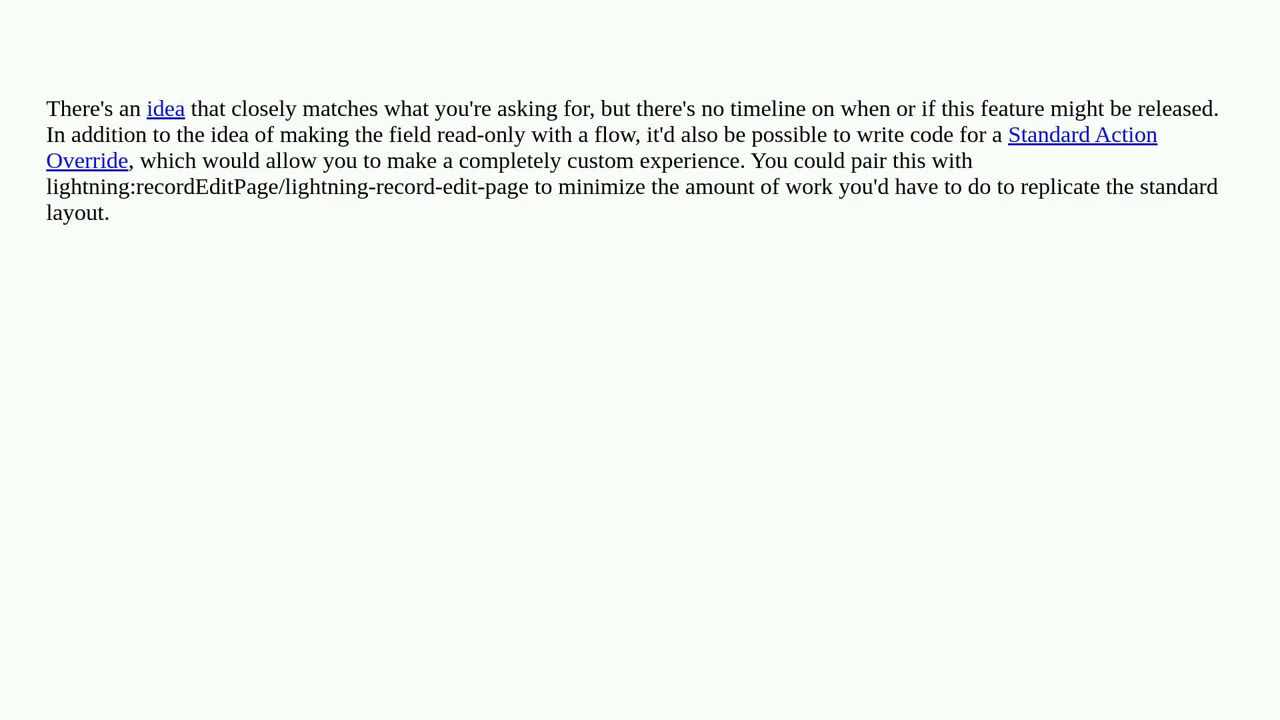 There's an idea that closely matches what you're asking for, but there's no timeline on when or if this feature might be released.
In addition to the idea of making the field read-only with a flow, it'd also be possible to write code for a Standard Action
Override, which would allow you to make a completely custom experience. You could pair this with
lightning:recordEditPage/lightning-record-edit-page to minimize the amount of work you'd have to do to replicate the standard
layout.